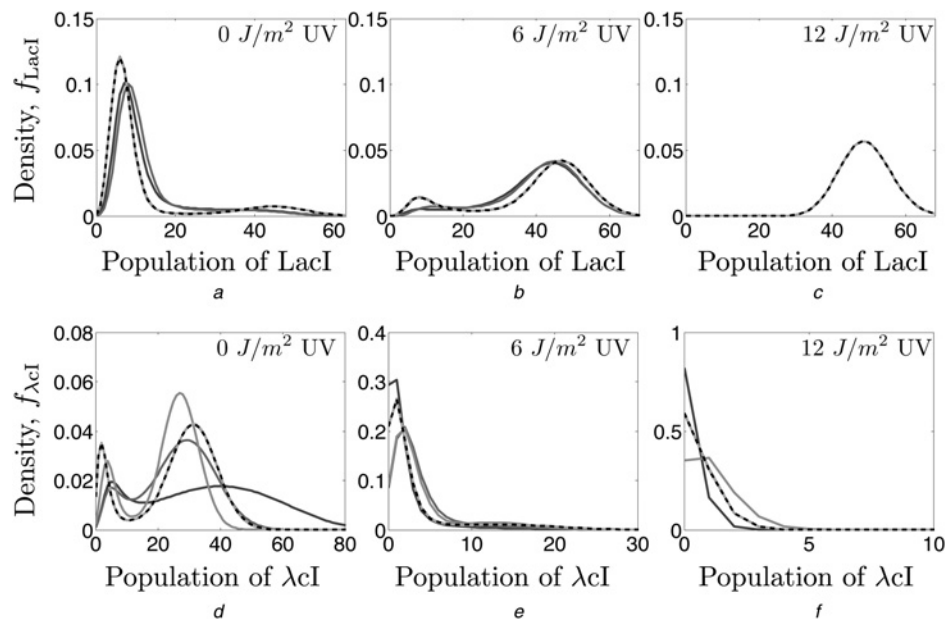 0 J/m² UV
6 J/m² UV
12 J/m² UV
Density, f_LacI
0.15
0.1
0.05
0
0 20 40 60
0.15
0.1
0.05
0
0 20 40 60
0.15
0.1
0.05
0
0 20 40 60
Population of LacI
Population of LacI
Population of LacI
a
b
c
0 J/m² UV
6 J/m² UV
12 J/m² UV
Density, f_λcI
0.08
0.06
0.04
0.02
0
0 20 40 60 80
0.4
0.3
0.2
0.1
0
0 10 20 30
1
0.5
0
0 5 10
Population of λcI
Population of λcI
Population of λcI
d
e
f